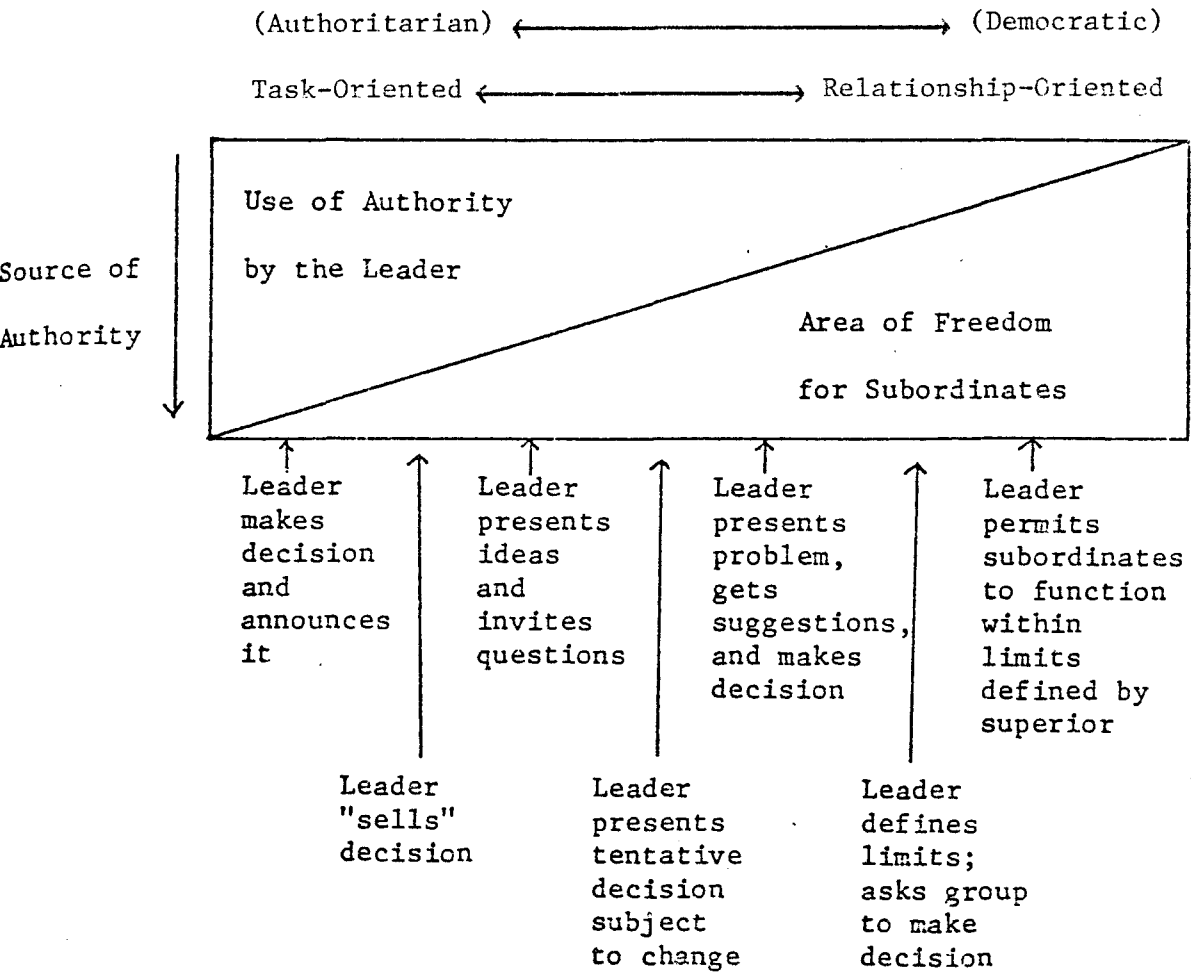 (Authoritarian) (Democratic)
Task-Oriented Relationship-Oriented
Use of Authority
by the Leader
Source of
Authority
Area of Freedom
for Subordinates
Leader
makes
decision
and
announces
it
Leader
"sells"
decision
Leader
presents
ideas
and
invites
questions
Leader
presents
tentative
decision
subject
to change
Leader
presents
problem,
gets
suggestions,
and makes
decision
Leader
defines
limits;
asks group
to make
decision
Leader
permits
subordinates
to function
within
limits
defined by
superior